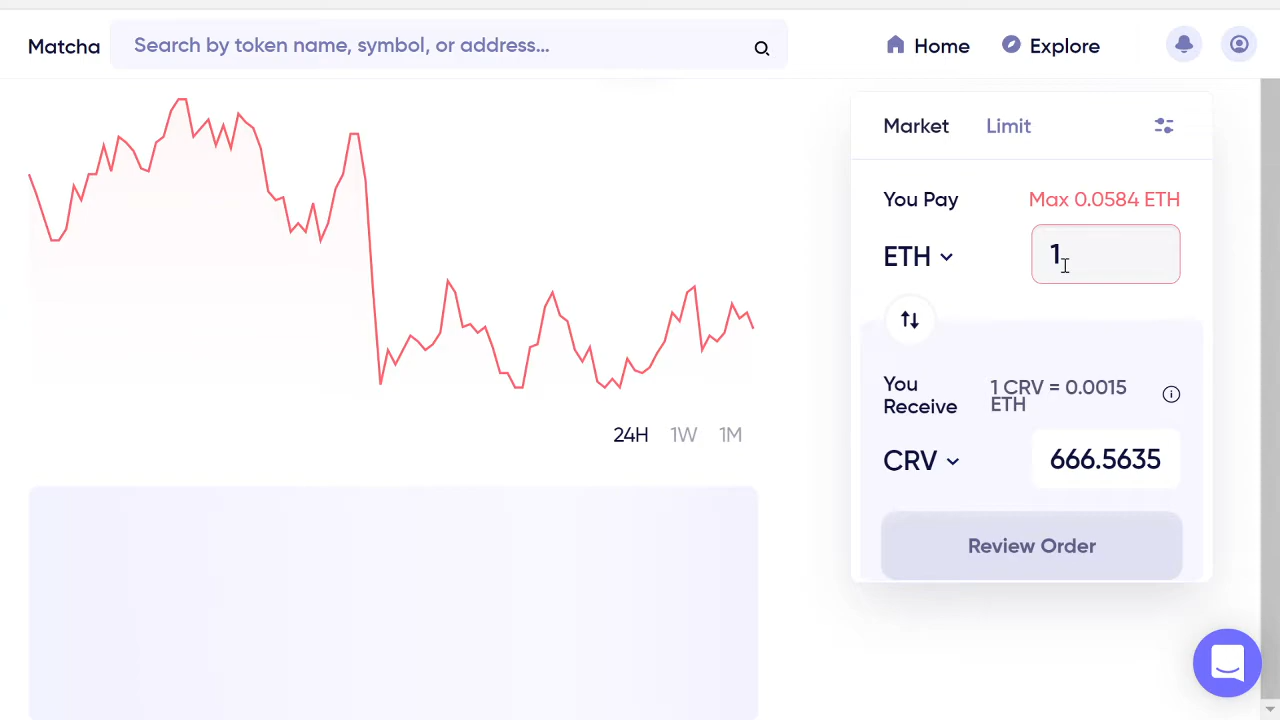 Matcha
Search by token name, symbol, or address...
Home
Explore
Market
Limit
You Pay
Max 0.0584 ETH
ETH
1
You
Receive
1 CRV = 0.0015
ETH
CRV
666.5635
Review Order
24H
1W
1M